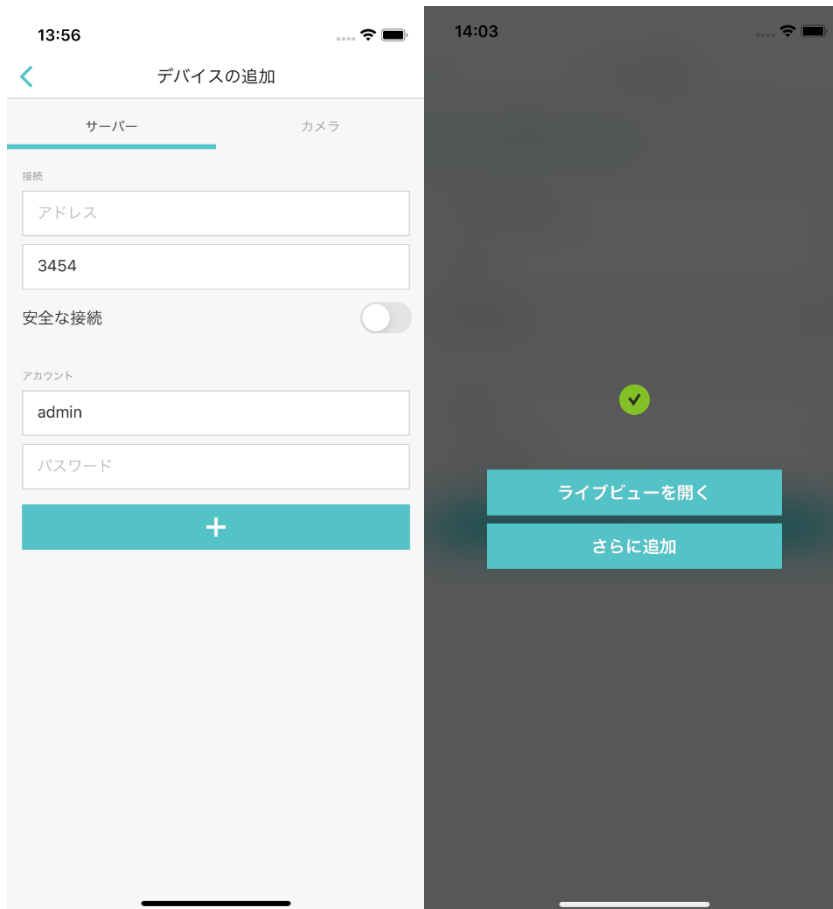 13:56
デバイスの追加
サーバー
カメラ
接続
アドレス
3454
安全な接続
アカウント
admin
パスワード
14:03
ライブビューを開く
さらに追加